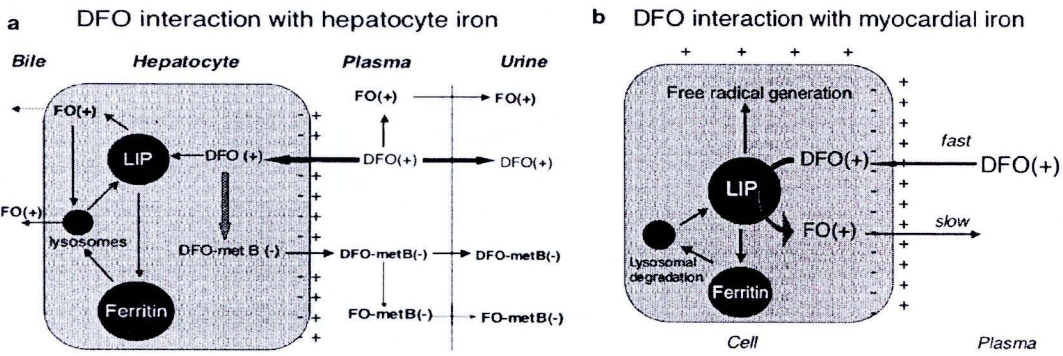 a DFO interaction with hepatocyte iron
Bile Hepatocyte Plasma Urine
FO(+) FO(+) FO(+)
LIP DFO (+) DFO(+) DFO(+)
FO(+)
lysosomes
DFO-met B (-) DFO-metB(-) DFO-metB(-)
Ferritin FO-metB(-) FO-metB(-)
- + - + - + - + - + - + - + - + - + - + - +
b DFO interaction with myocardial iron
+ + + +
Free radical generation
fast
DFO(+) DFO(+)
LIP
slow
FO(+)
Lysosomal
degradation
Ferritin
Cell Plasma